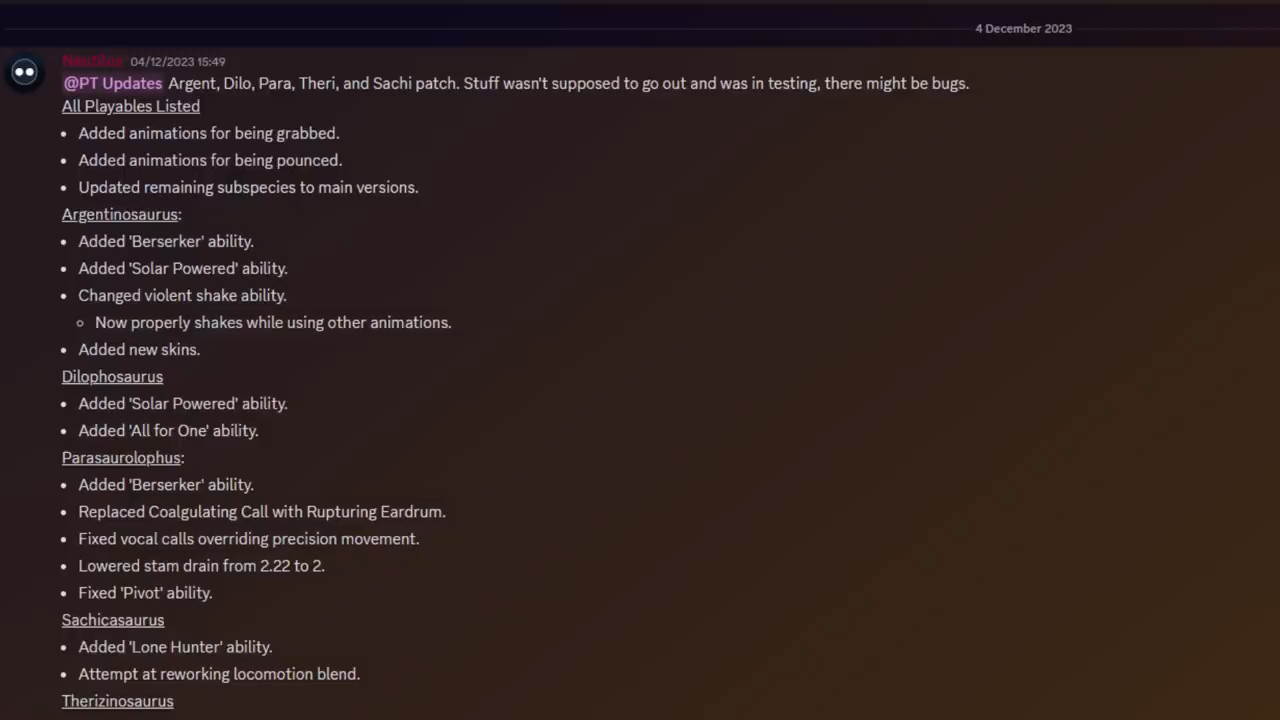 4 December 2023
Nautilus 04/12/2023 15:49
@PT Updates Argent, Dilo, Para, Theri, and Sachi patch. Stuff wasn't supposed to go out and was in testing, there might be bugs.
All Playables Listed
• Added animations for being grabbed.
• Added animations for being pounced.
• Updated remaining subspecies to main versions.
Argentinosaurus:
• Added 'Berserker' ability.
• Added 'Solar Powered' ability.
• Changed violent shake ability.
◦ Now properly shakes while using other animations.
• Added new skins.
Dilophosaurus
• Added 'Solar Powered' ability.
• Added 'All for One' ability.
Parasaurolophus:
• Added 'Berserker' ability.
• Replaced Coalgulating Call with Rupturing Eardrum.
• Fixed vocal calls overriding precision movement.
• Lowered stam drain from 2.22 to 2.
• Fixed 'Pivot' ability.
Sachicasaurus
• Added 'Lone Hunter' ability.
• Attempt at reworking locomotion blend.
Therizinosaurus